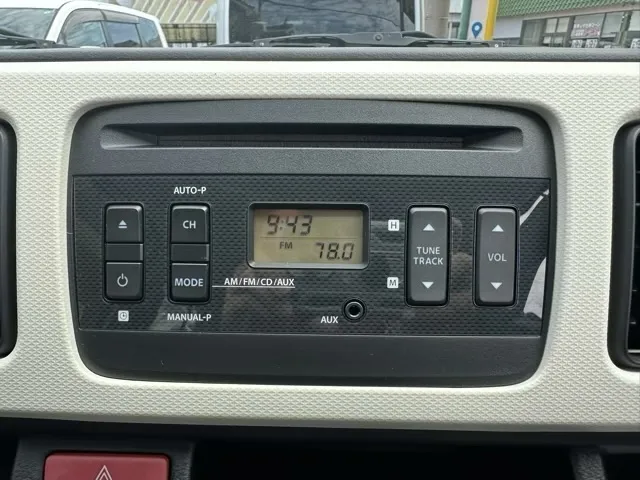 AUTO-P
CH
MODE
AM/FM/CD/AUX
MANUAL-P
9:43
FM
78.0
AUX
H
M
TUNE
TRACK
VOL